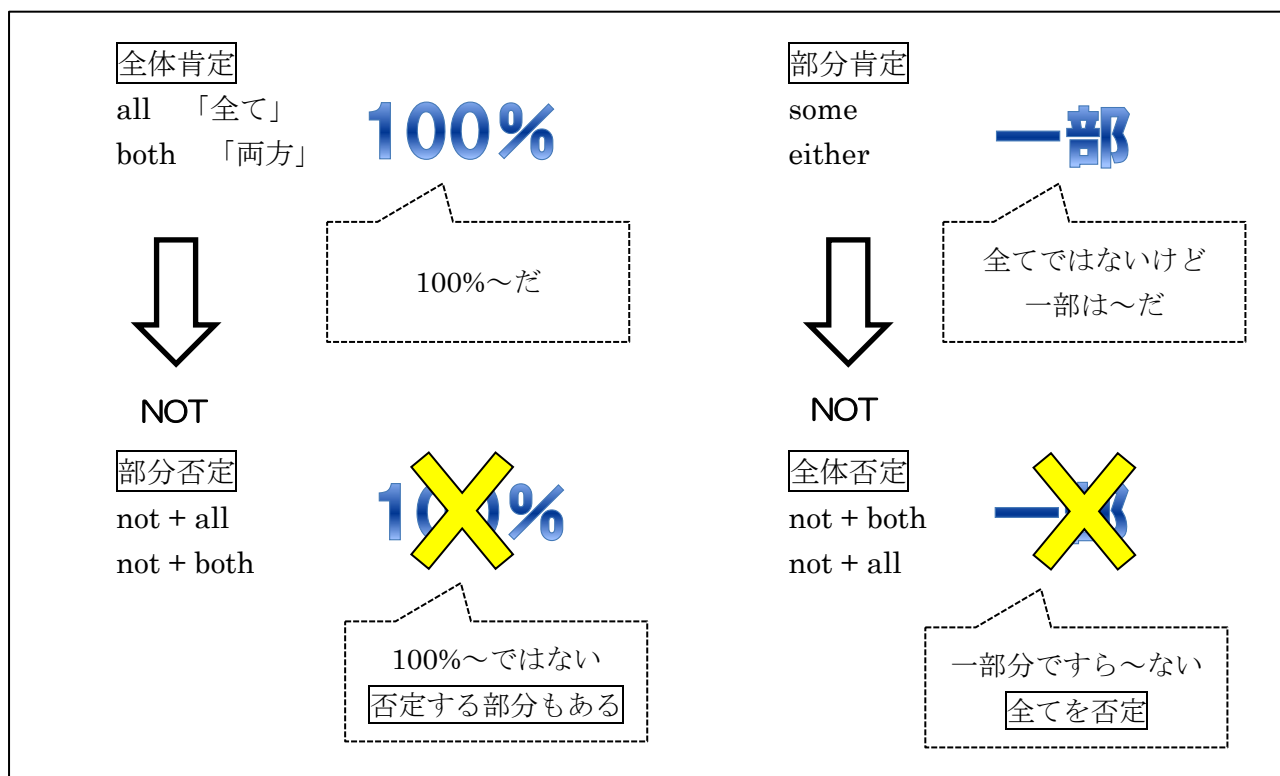 全体肯定
all 「全て」
both 「両方」
100%
100%～だ
NOT
部分否定
not + all
not + both
100%
100%～ではない
否定する部分もある
部分肯定
some
either
一部
全てではないけど
一部は～だ
NOT
全体否定
not + both
not + all
一部
一部分ですら～ない
全てを否定